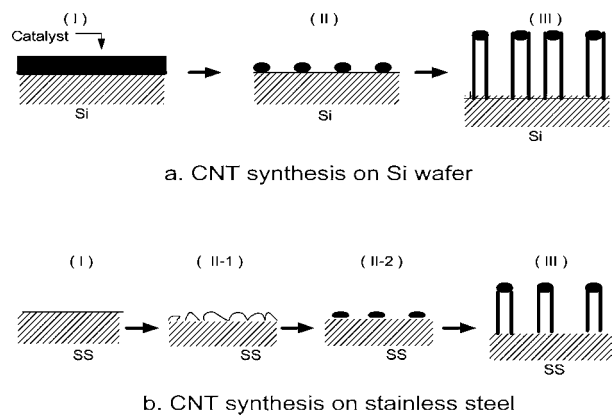 ( I )
( II )
( III )
Catalyst
Si
Si
Si
a. CNT synthesis on Si wafer
( I )
( II-1 )
( II-2 )
( III )
SS
SS
SS
SS
b. CNT synthesis on stainless steel